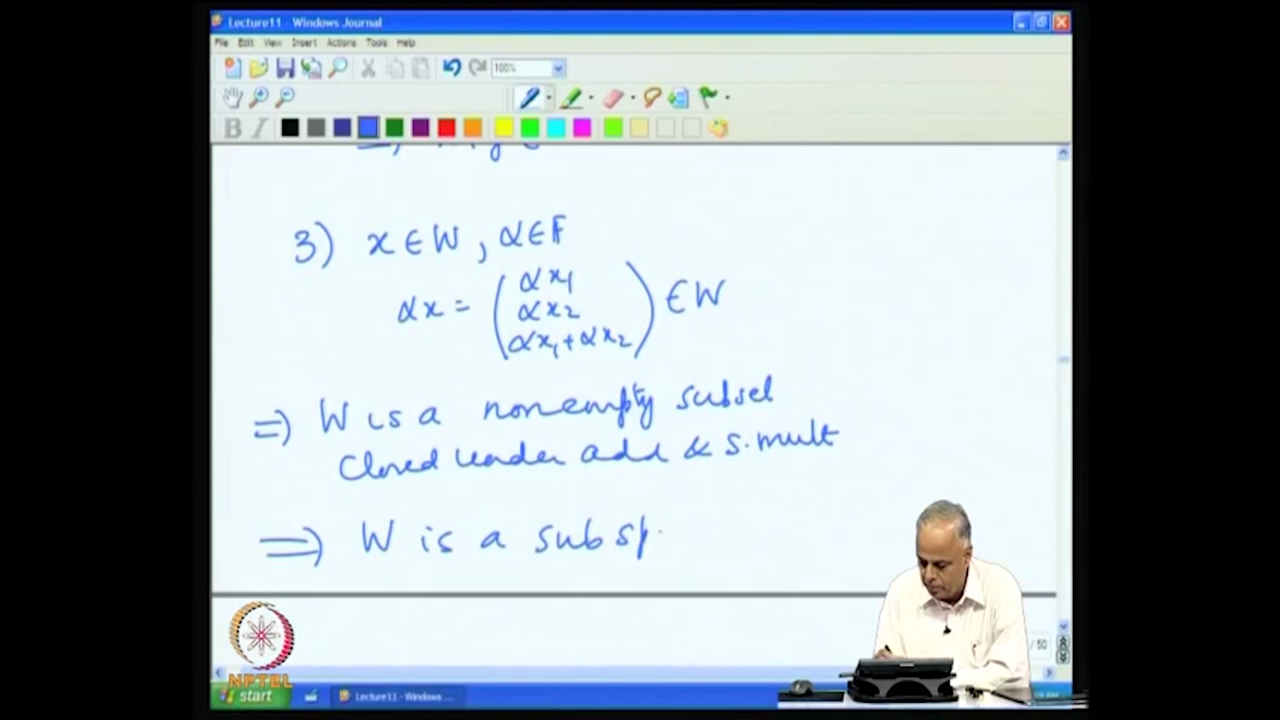 Lecture11 - Windows Journal
File Edit View Insert Actions Tools Help
100%
B I
3) x ∈ W, α ∈ F
αx = (αx₁
αx₂
αx₁ + αx₂) ∈ W
⇒ W is a nonempty subset
Closed under add & s.mult
⇒ W is a subsp
/ 50
NPTEL
start Lecture11 - Windows ...